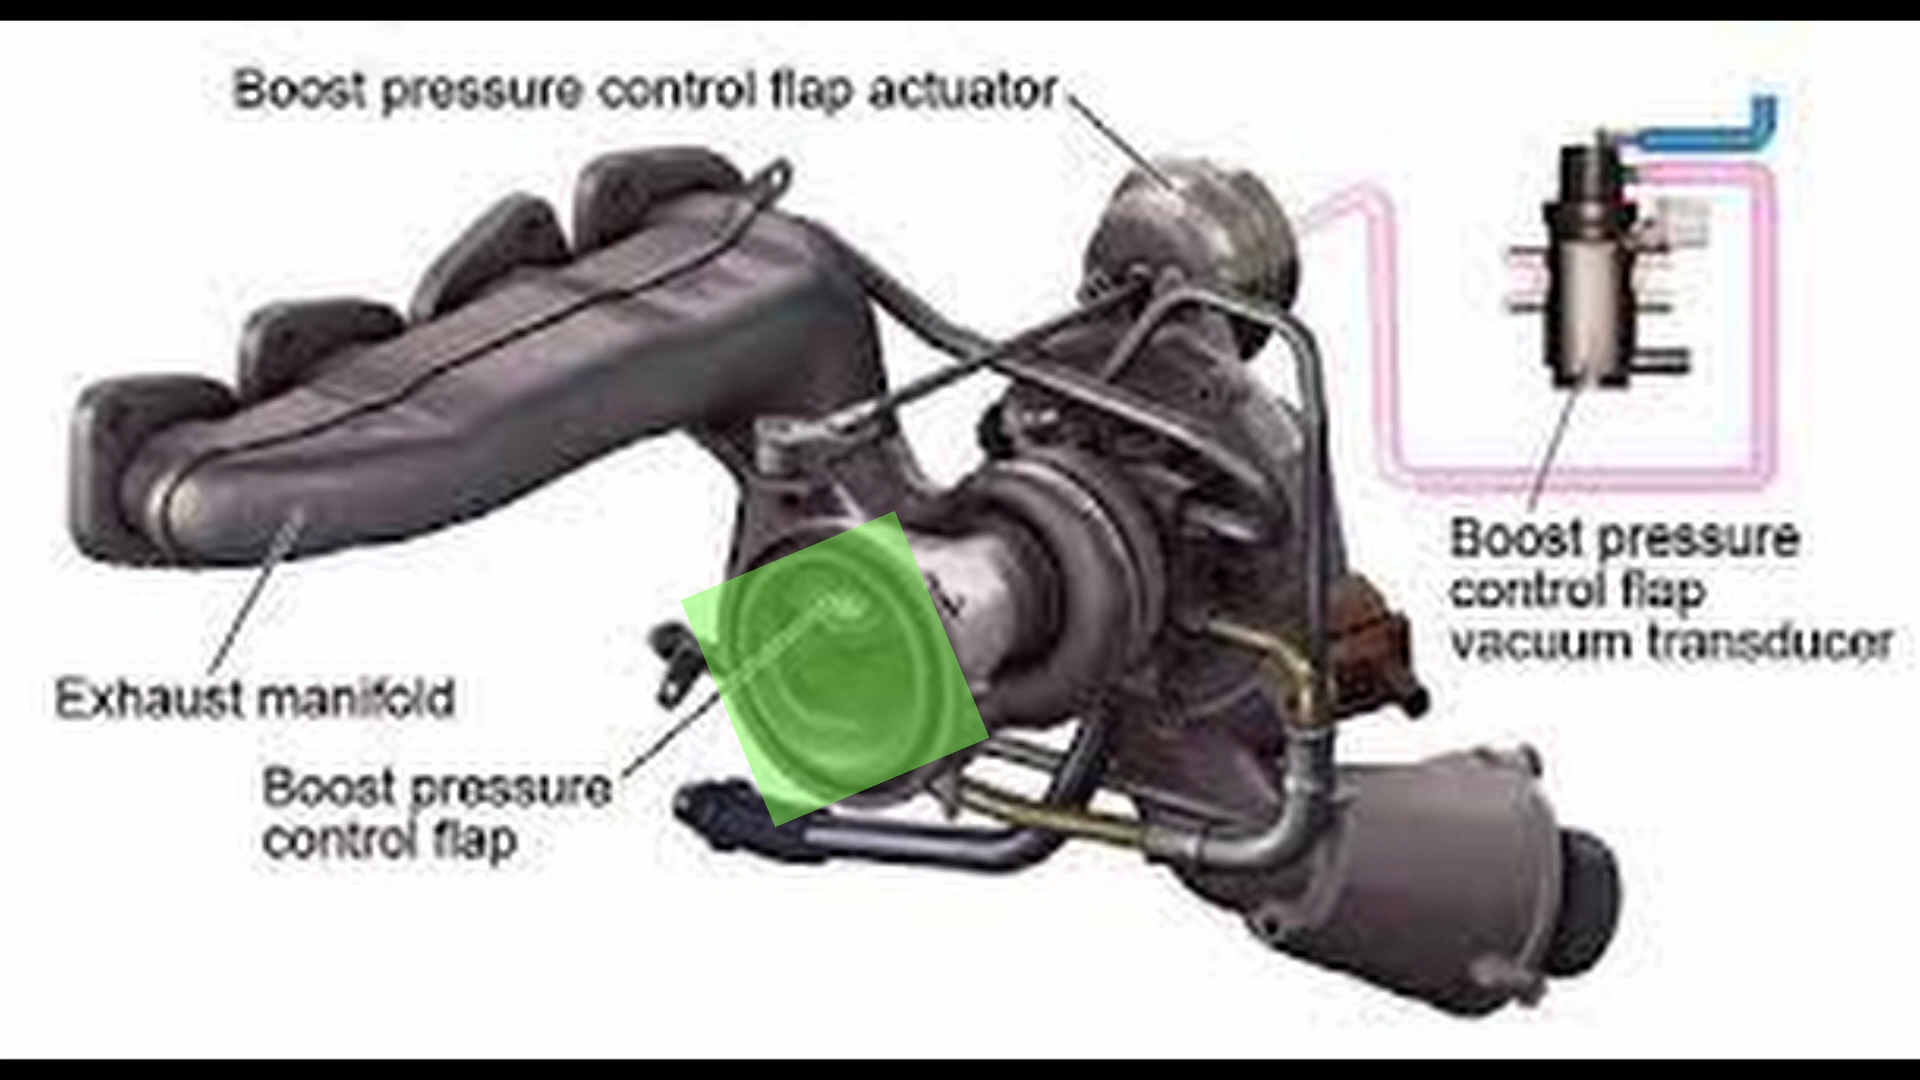 Boost pressure control flap actuator
Exhaust manifold
Boost pressure
control flap
Boost pressure
control flap
vacuum transducer